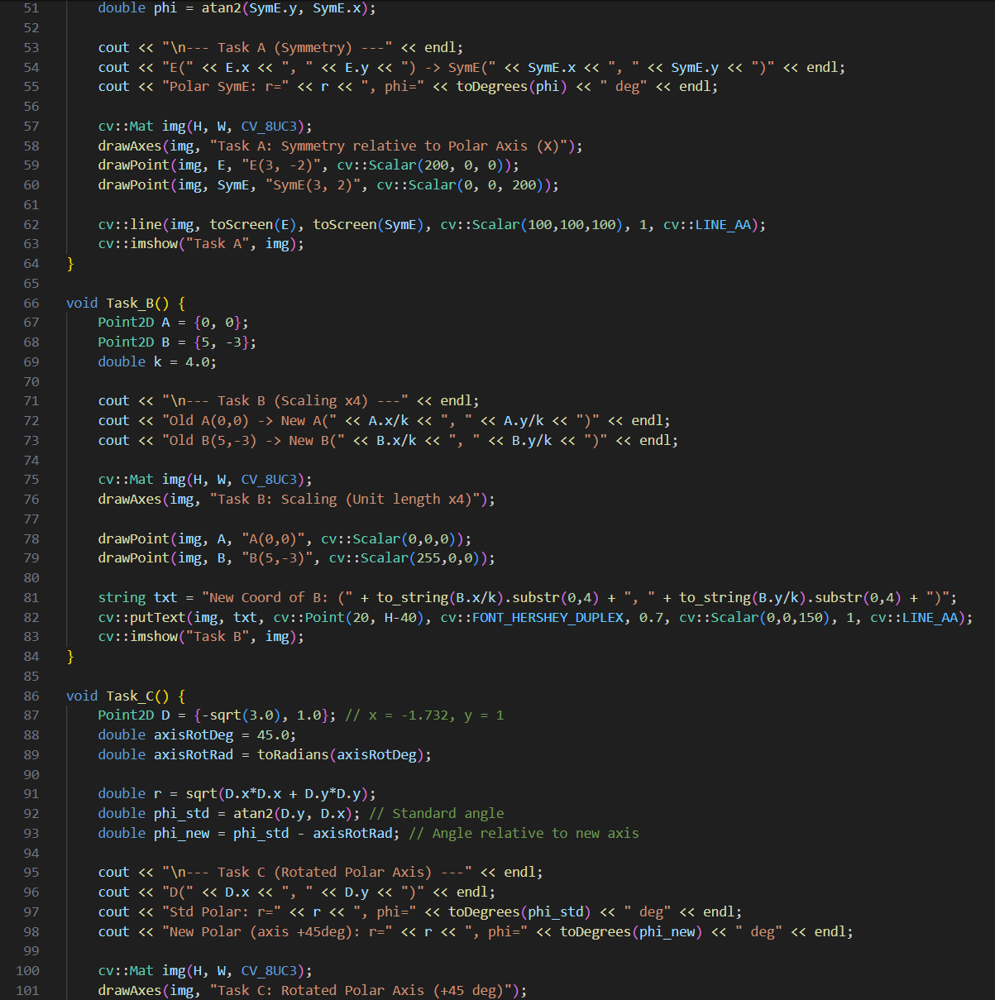 51 double phi = atan2(SymE.y, SymE.x);
52
53 cout << "\n--- Task A (Symmetry) ---" << endl;
54 cout << "E(" << E.x << ", " << E.y << ") -> SymE(" << SymE.x << ", " << SymE.y << ")" << endl;
55 cout << "Polar SymE: r=" << r << ", phi=" << toDegrees(phi) << " deg" << endl;
56
57 cv::Mat img(H, W, CV_8UC3);
58 drawAxes(img, "Task A: Symmetry relative to Polar Axis (X)");
59 drawPoint(img, E, "E(3, -2)", cv::Scalar(200, 0, 0));
60 drawPoint(img, SymE, "SymE(3, 2)", cv::Scalar(0, 0, 200));
61
62 cv::line(img, toScreen(E), toScreen(SymE), cv::Scalar(100,100,100), 1, cv::LINE_AA);
63 cv::imshow("Task A", img);
64 }
65
66 void Task_B() {
67 Point2D A = {0, 0};
68 Point2D B = {5, -3};
69 double k = 4.0;
70
71 cout << "\n--- Task B (Scaling x4) ---" << endl;
72 cout << "Old A(0,0) -> New A(" << A.x/k << ", " << A.y/k << ")" << endl;
73 cout << "Old B(5,-3) -> New B(" << B.x/k << ", " << B.y/k << ")" << endl;
74
75 cv::Mat img(H, W, CV_8UC3);
76 drawAxes(img, "Task B: Scaling (Unit length x4)");
77
78 drawPoint(img, A, "A(0,0)", cv::Scalar(0,0,0));
79 drawPoint(img, B, "B(5,-3)", cv::Scalar(255,0,0));
80
81 string txt = "New Coord of B: (" + to_string(B.x/k).substr(0,4) + ", " + to_string(B.y/k).substr(0,4) + ")";
82 cv::putText(img, txt, cv::Point(20, H-40), cv::FONT_HERSHEY_DUPLEX, 0.7, cv::Scalar(0,0,150), 1, cv::LINE_AA);
83 cv::imshow("Task B", img);
84 }
85
86 void Task_C() {
87 Point2D D = {-sqrt(3.0), 1.0}; // x = -1.732, y = 1
88 double axisRotDeg = 45.0;
89 double axisRotRad = toRadians(axisRotDeg);
90
91 double r = sqrt(D.x*D.x + D.y*D.y);
92 double phi_std = atan2(D.y, D.x); // Standard angle
93 double phi_new = phi_std - axisRotRad; // Angle relative to new axis
94
95 cout << "\n--- Task C (Rotated Polar Axis) ---" << endl;
96 cout << "D(" << D.x << ", " << D.y << ")" << endl;
97 cout << "Std Polar: r=" << r << ", phi=" << toDegrees(phi_std) << " deg" << endl;
98 cout << "New Polar (axis +45deg): r=" << r << ", phi=" << toDegrees(phi_new) << " deg" << endl;
99
100 cv::Mat img(H, W, CV_8UC3);
101 drawAxes(img, "Task C: Rotated Polar Axis (+45 deg)");